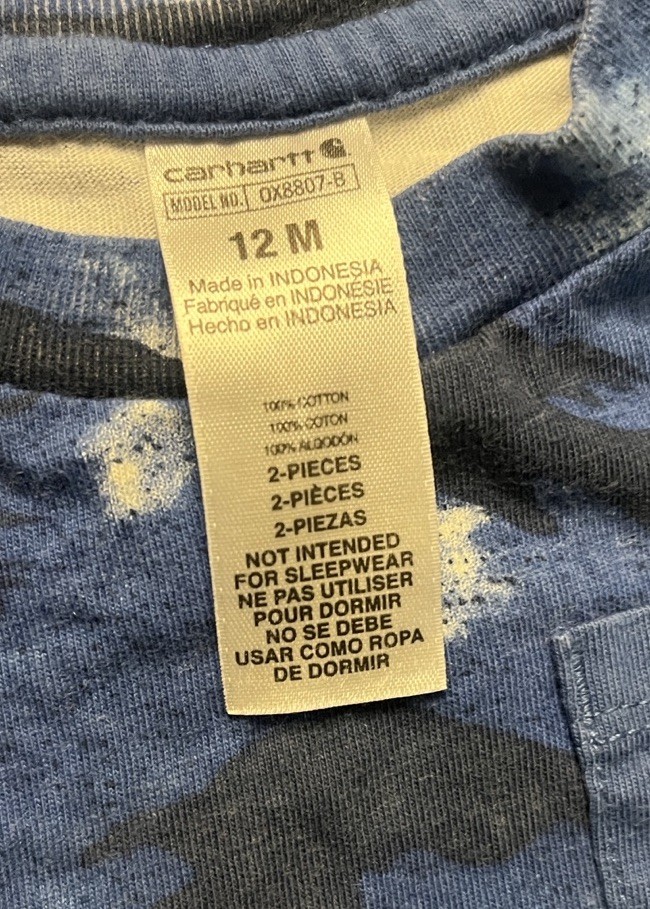 carhartt
MODEL NO. OX8807-B
12 M
Made in INDONESIA
Fabriqué en INDONÉSIE
Hecho en INDONESIA
100% COTTON
100% COTON
100% ALGODÓN
2-PIECES
2-PIÈCES
2-PIEZAS
NOT INTENDED
FOR SLEEPWEAR
NE PAS UTILISER
POUR DORMIR
NO SE DEBE
USAR COMO ROPA
DE DORMIR